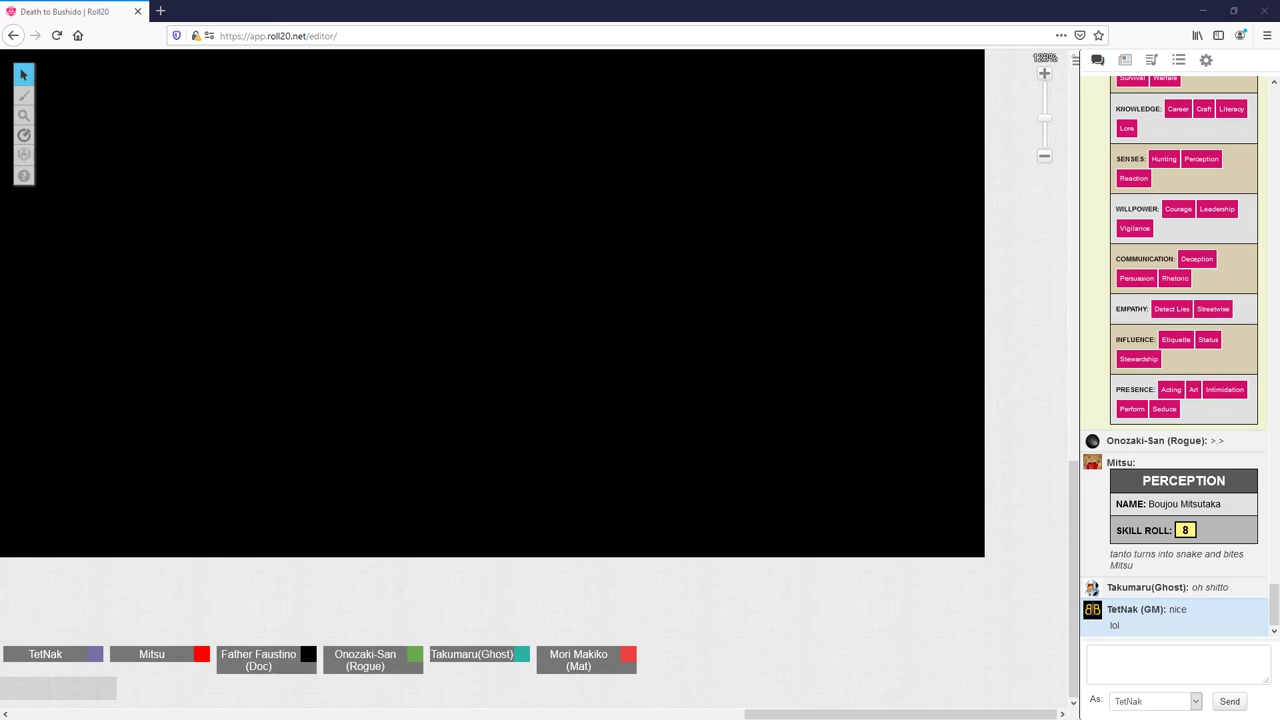 Death to Bushido | Roll20
https://app.roll20.net/editor/
Survival Warfare
KNOWLEDGE: Career Craft Literacy
Lore
SENSES: Hunting Perception
Reaction
WILLPOWER: Courage Leadership
Vigilance
COMMUNICATION: Deception
Persuasion Rhetoric
EMPATHY: Detect Lies Streetwise
INFLUENCE: Etiquette Status
Stewardship
PRESENCE: Acting Art Intimidation
Perform Seduce
Onozaki-San (Rogue): >.>
Mitsu:
PERCEPTION
NAME: Boujou Mitsutaka
SKILL ROLL: 8
tanto turns into snake and bites
Mitsu
Takumaru(Ghost): oh shitto
TetNak (GM): nice
lol
As: TetNak Send
TetNak
Mitsu
Father Faustino
(Doc)
Onozaki-San
(Rogue)
Takumaru(Ghost)
Mori Makiko
(Mat)